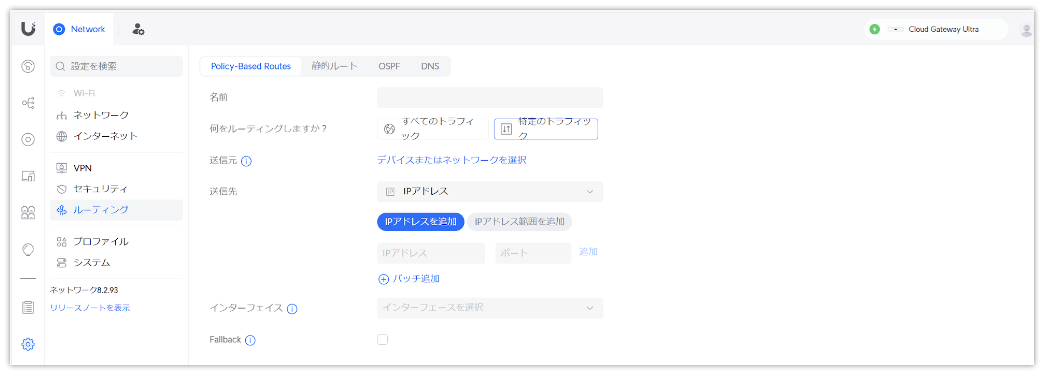 Network
Cloud Gateway Ultra
設定を検索
Wi-Fi
ネットワーク
インターネット
VPN
セキュリティ
ルーティング
プロファイル
システム
ネットワーク8.2.93
リリースノートを表示
Policy-Based Routes 静的ルート OSPF DNS
名前
何をルーティングしますか？
すべてのトラフィ
ック
特定のトラフィッ
ク
送信元
デバイスまたはネットワークを選択
送信先
IPアドレス
IPアドレスを追加 IPアドレス範囲を追加
IPアドレス ポート 追加
バッチ追加
インターフェイス
インターフェースを選択
Fallback